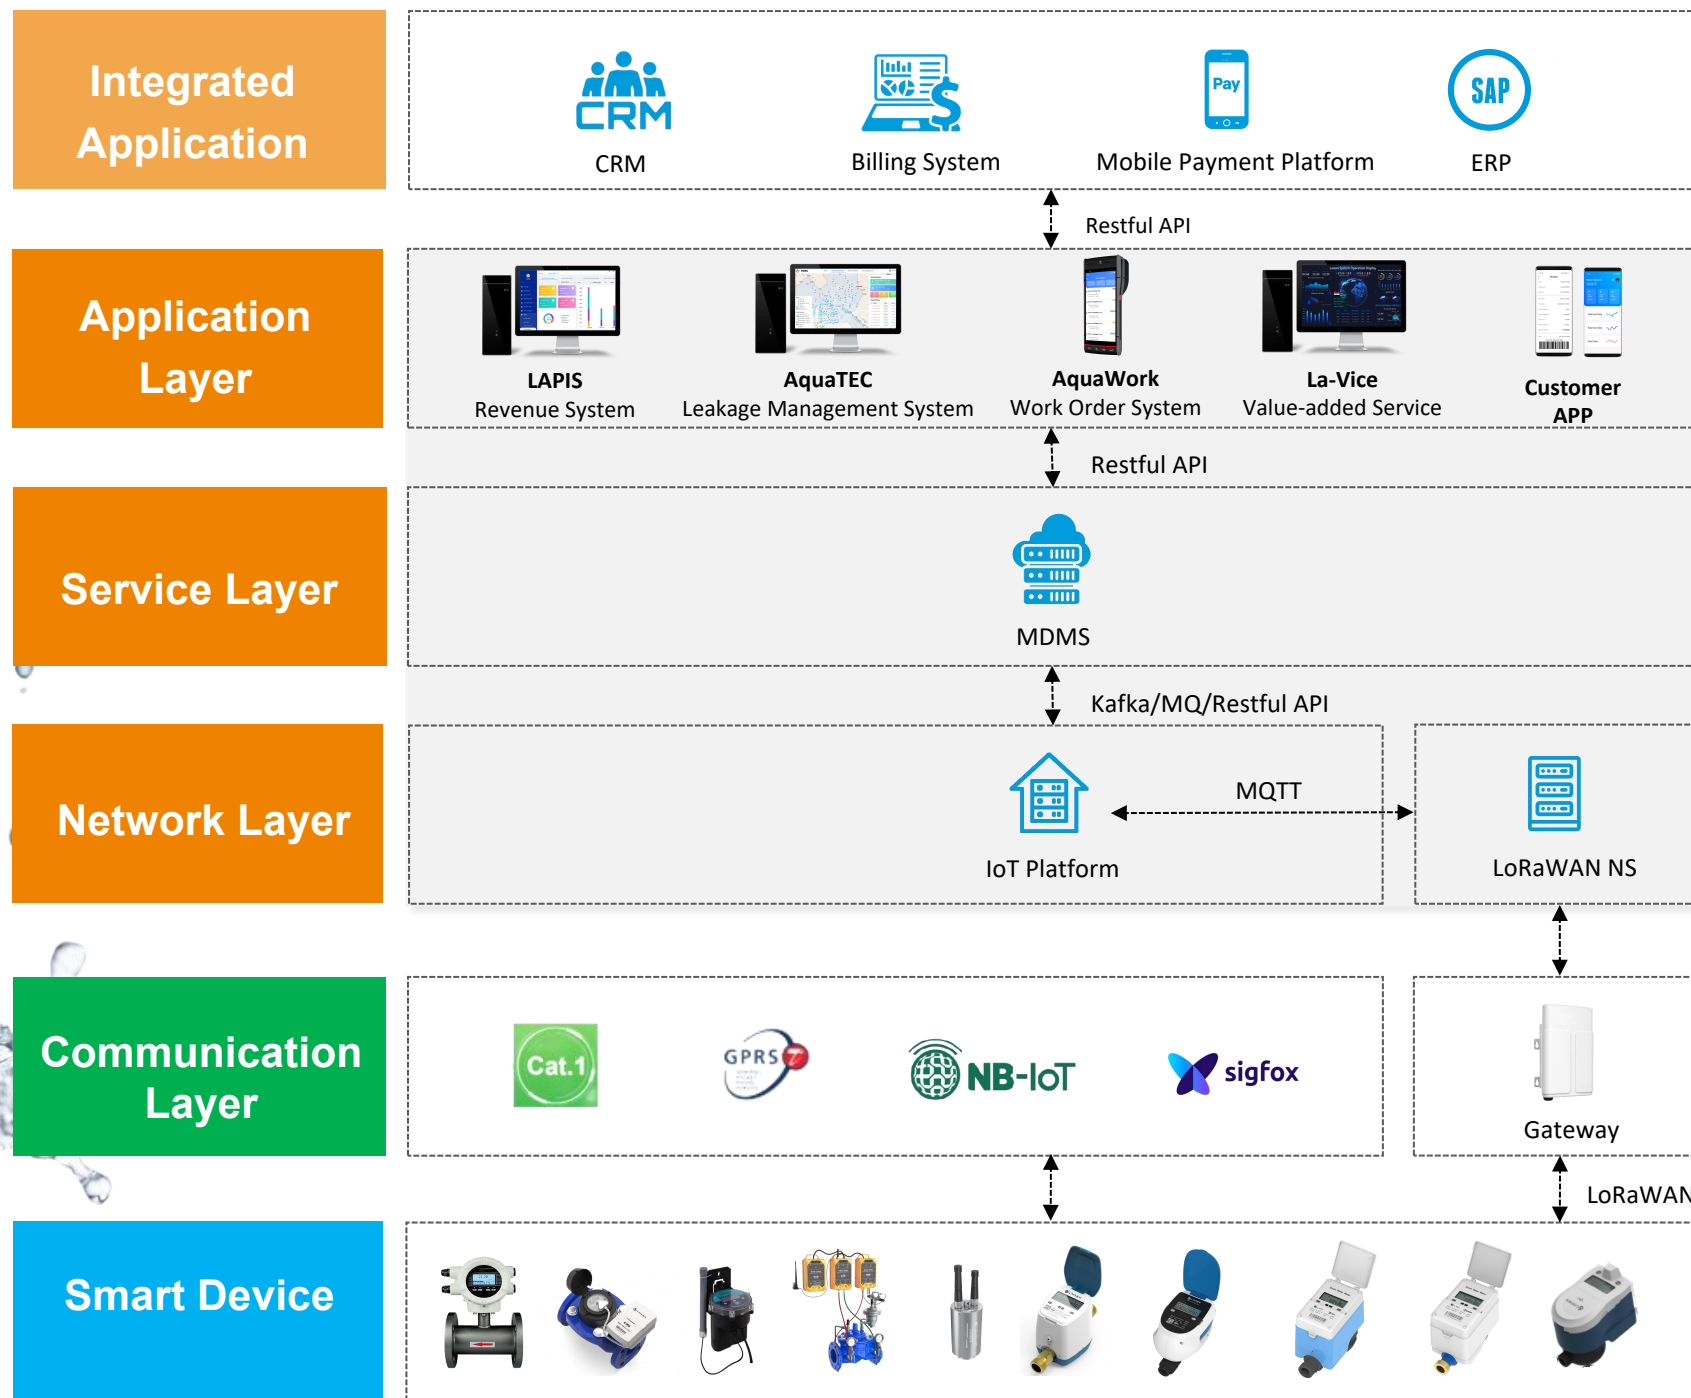 Integrated
Application
CRM
CRM
Billing System
Pay
Mobile Payment Platform
SAP
ERP
Restful API
Application
Layer
LAPIS
Revenue System
AquaTEC
Leakage Management System
AquaWork
Work Order System
La-Vice
Value-added Service
Customer
APP
Restful API
Service Layer
MDMS
Kafka/MQ/Restful API
Network Layer
IoT Platform
MQTT
LoRaWAN NS
Communication
Layer
Cat.1
GPRS
NB-IoT
sigfox
Gateway
LoRaWAN
Smart Device